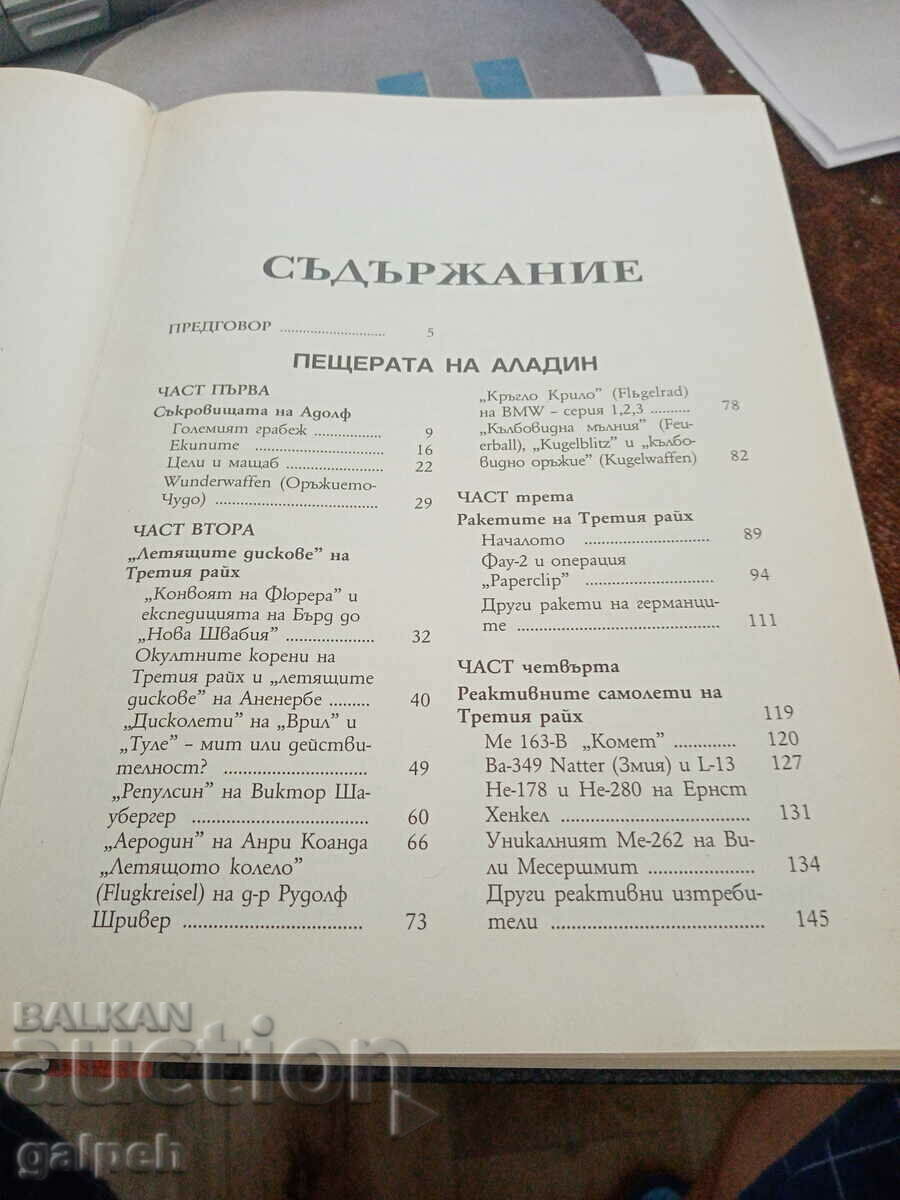 СЪДЪРЖАНИЕ
ПРЕДГОВОР ........................... 5
ПЕЩЕРАТА НА АЛАДИН
ЧАСТ ПЪРВА
Съкровищата на Адолф
Големият грабеж ........................ 9
Екипите ........................ 16
Цели и мащаб ........................ 22
Wunderwaffen (Оръжието-
Чудо) ........................ 29
ЧАСТ ВТОРА
„Летящите дискове” на
Третия райх
„Конвоят на Фюрера” и
експедицията на Бърд до
„Нова Швабия” .................... 32
Окултните корени на
Третия райх и „летящите
дискове” на Аненербе ......... 40
„Дисколети” на „Врил” и
„Туле” - мит или действи-
телност? ........................ 49
„Репулсин” на Виктор Ша-
убергер ........................ 60
„Аеродин” на Анри Коанда 66
„Летящото колело”
(Flugkreisel) на д-р Рудолф
Шривер ........................ 73
„Кръгло Крило” (Flьgelrad)
на BMW - серия 1,2,3 .......... 78
„Кълбовидна мълния” (Feu-
erball), „Kugelblitz” и „кълбо-
видно оръжие” (Kugelwaffen) 82
ЧАСТ трета
Ракетите на Третия райх
Началото ........................ 89
Фау-2 и операция
„Paperclip” ........................ 94
Други ракети на германци-
те ........................ 111
ЧАСТ четвърта
Реактивните самолети на
Третия райх 119
Ме 163-В „Комет” ............. 120
Ва-349 Natter (Змия) и L-13 127
Не-178 и Не-280 на Ернст
Хенкел ........................ 131
Уникалният Ме-262 на Ви-
ли Месершмит ........................ 134
Други реактивни изтреби-
тели ........................ 145
BALKAN
auction
galpeh